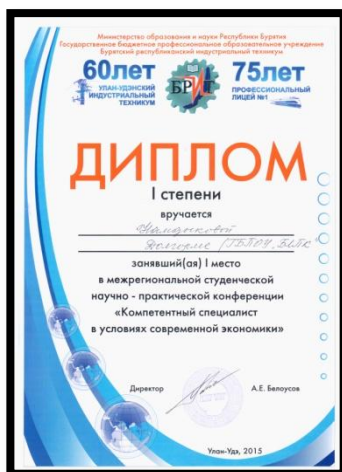 Министерство образования и науки Республики Бурятия
Государственное бюджетное профессиональное образовательное учреждение
Бурятский республиканский индустриальный техникум
60лет
УЛАН-УДЭНСКИЙ
ИНДУСТРИАЛЬНЫЙ
ТЕХНИКУМ
БРИТ
75лет
ПРОФЕССИОНАЛЬНЫЙ
ЛИЦЕЙ №1
ДИПЛОМ
I степени
вручается
занявший(ая) I место
в межрегиональной студенческой
научно - практической конференции
«Компетентный специалист
в условиях современной экономики»
Директор
А.Е. Белоусов
Улан-Удэ, 2015